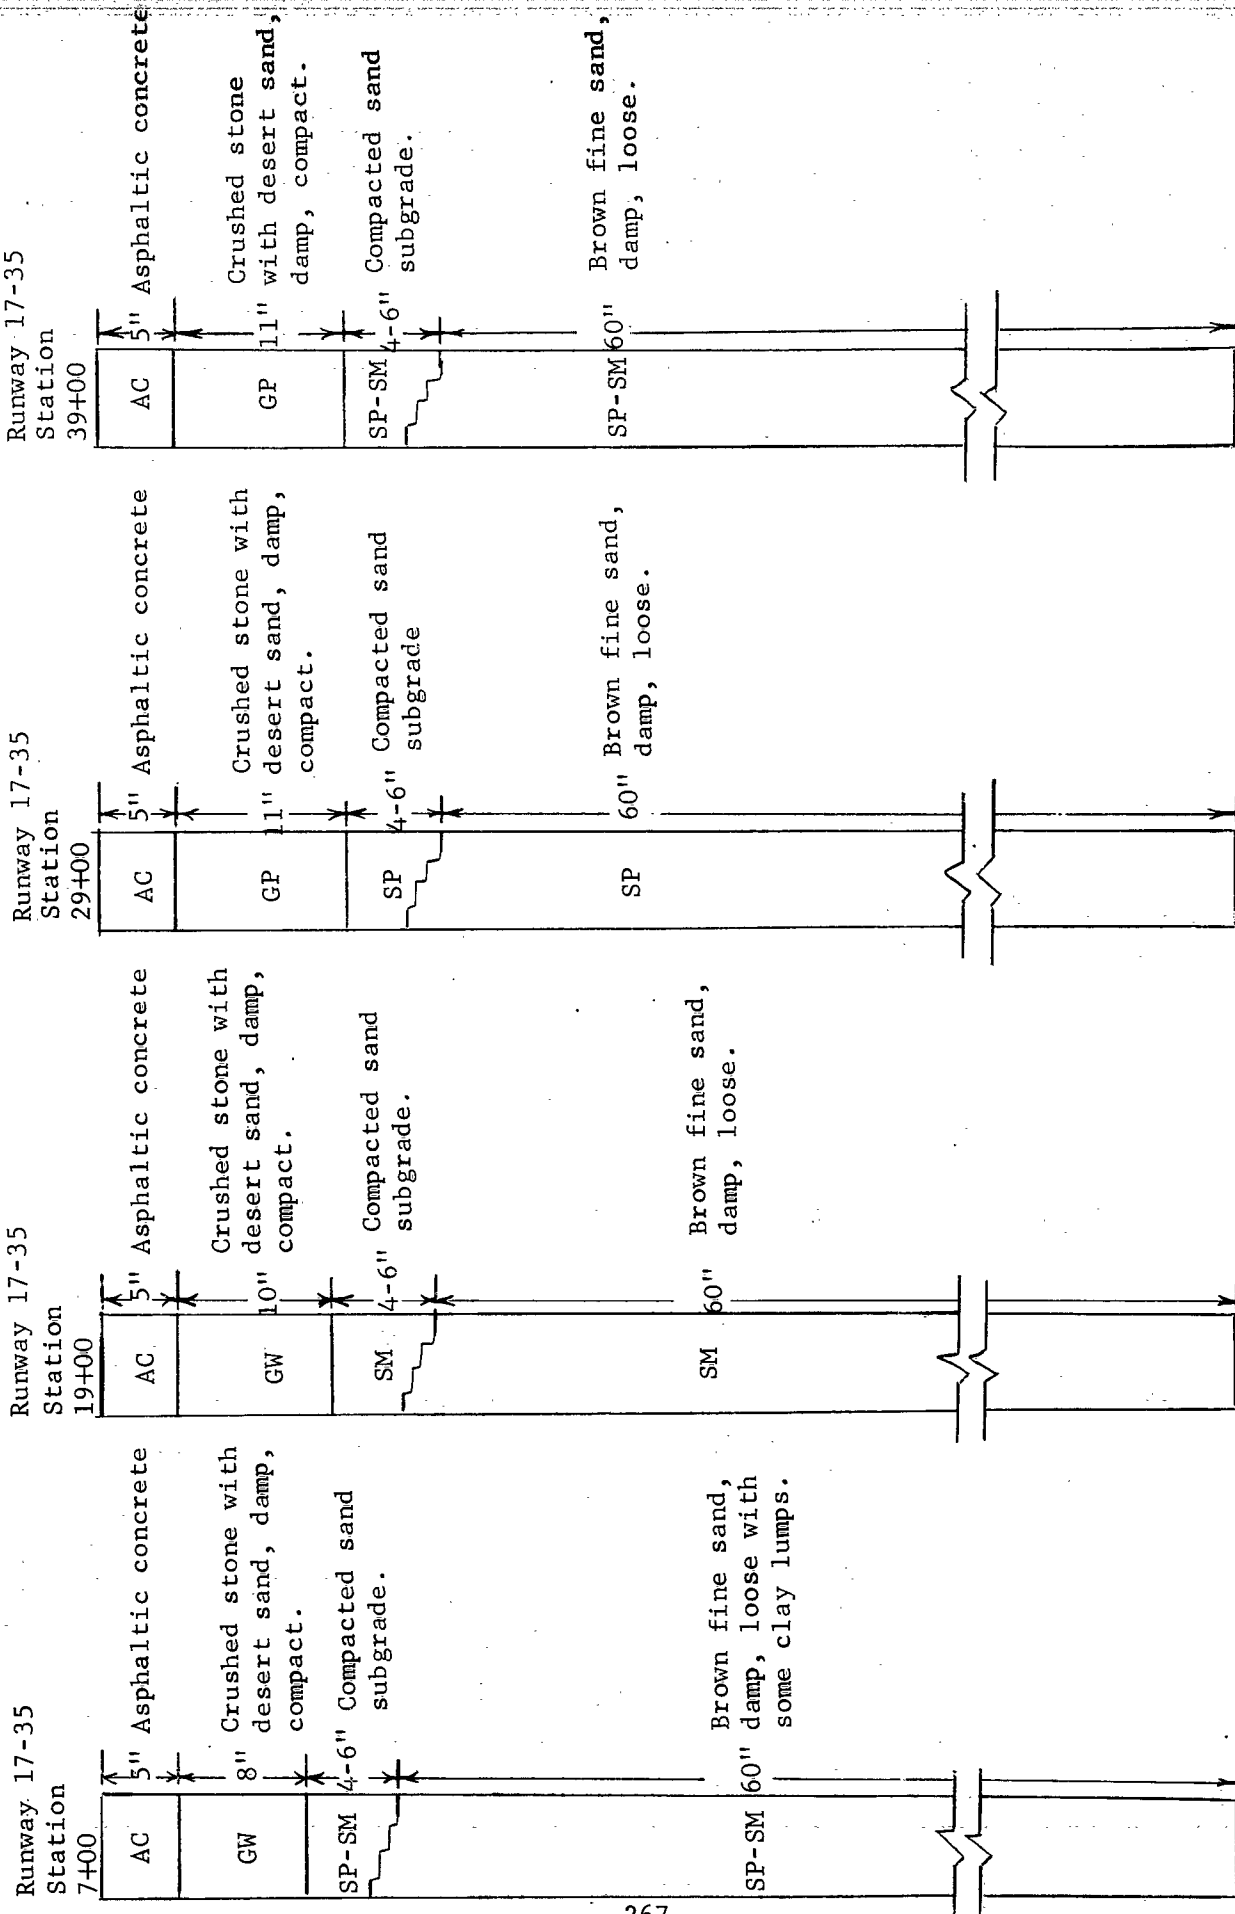 Runway 17-35
Station
7+00
AC
5" Asphaltic concrete
GW
8"
Crushed stone with
desert sand, damp,
compact.
SP-SM
4-6" Compacted sand
subgrade.
SP-SM
60"
Brown fine sand,
damp, loose with
some clay lumps.
Runway 17-35
Station
19+00
AC
5" Asphaltic concrete
GW
10"
Crushed stone with
desert sand, damp,
compact.
SM
4-6" Compacted sand
subgrade.
SM
60"
Brown fine sand,
damp, loose.
Runway 17-35
Station
29+00
AC
5" Asphaltic concrete
GP
11"
Crushed stone with
desert sand, damp,
compact.
SP
4-6" Compacted sand
subgrade
SP
60" Brown fine sand,
damp, loose.
Runway 17-35
Station
39+00
AC
5" Asphaltic concrete
GP
11"
Crushed stone
with desert sand,
damp, compact.
SP-SM
4-6" Compacted sand
subgrade.
SP-SM
60"
Brown fine sand,
damp, loose.
267